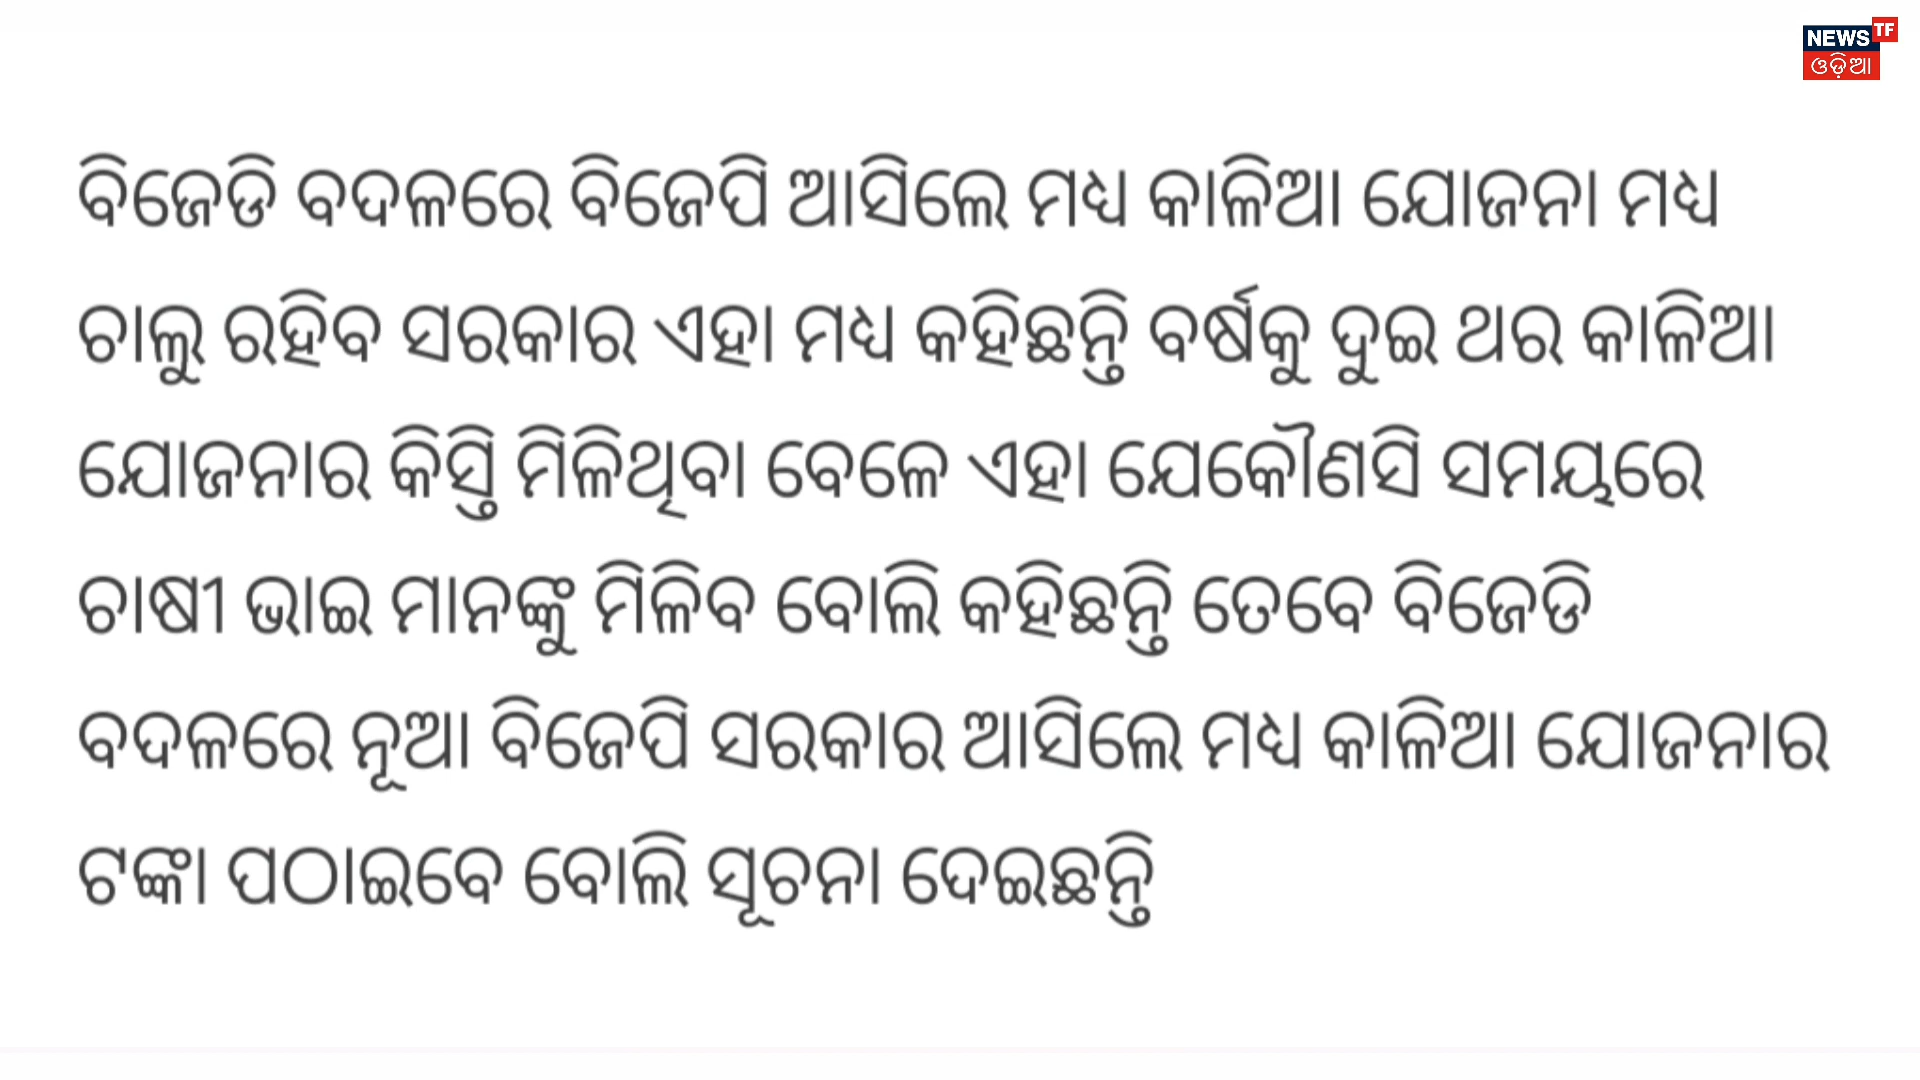 NEWS TF
ଓଡ଼ିଆ
ବିଜେଡି ବଦଳରେ ବିଜେପି ଆସିଲେ ମଧ୍ୟ କାଳିଆ ଯୋଜନା ମଧ୍ୟ
ଚାଲୁ ରହିବ ସରକାର ଏହା ମଧ୍ୟ କହିଛନ୍ତି ବର୍ଷକୁ ଦୁଇ ଥର କାଳିଆ
ଯୋଜନାର କିସ୍ତି ମିଳିଥିବା ବେଳେ ଏହା ଯେକୌଣସି ସମୟରେ
ଚାଷୀ ଭାଇ ମାନଙ୍କୁ ମିଳିବ ବୋଲି କହିଛନ୍ତି ତେବେ ବିଜେଡି
ବଦଳରେ ନୂଆ ବିଜେପି ସରକାର ଆସିଲେ ମଧ୍ୟ କାଳିଆ ଯୋଜନାର
ଟଙ୍କା ପଠାଇବେ ବୋଲି ସୂଚନା ଦେଇଛନ୍ତି